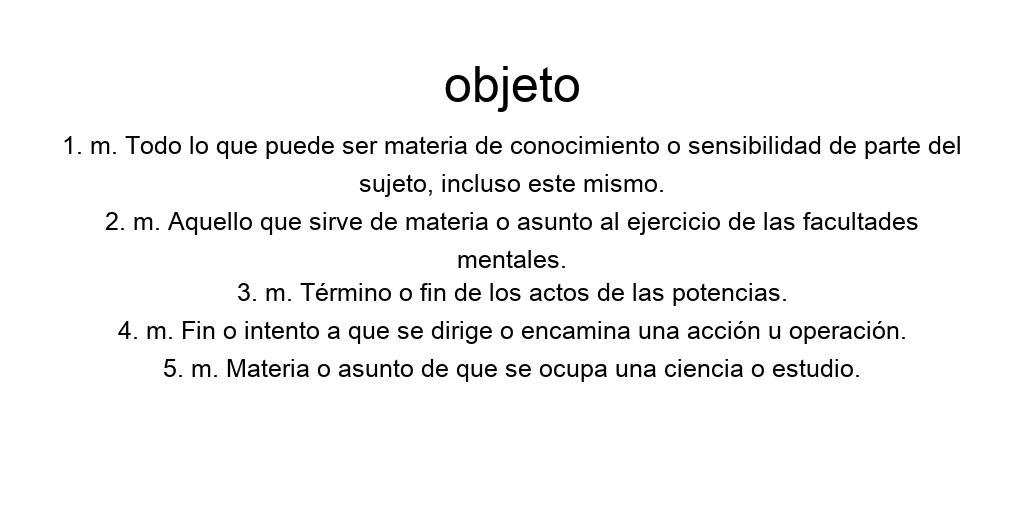 objeto
1. m. Todo lo que puede ser materia de conocimiento o sensibilidad de parte del
sujeto, incluso este mismo.
2. m. Aquello que sirve de materia o asunto al ejercicio de las facultades
mentales.
3. m. Término o fin de los actos de las potencias.
4. m. Fin o intento a que se dirige o encamina una acción u operación.
5. m. Materia o asunto de que se ocupa una ciencia o estudio.